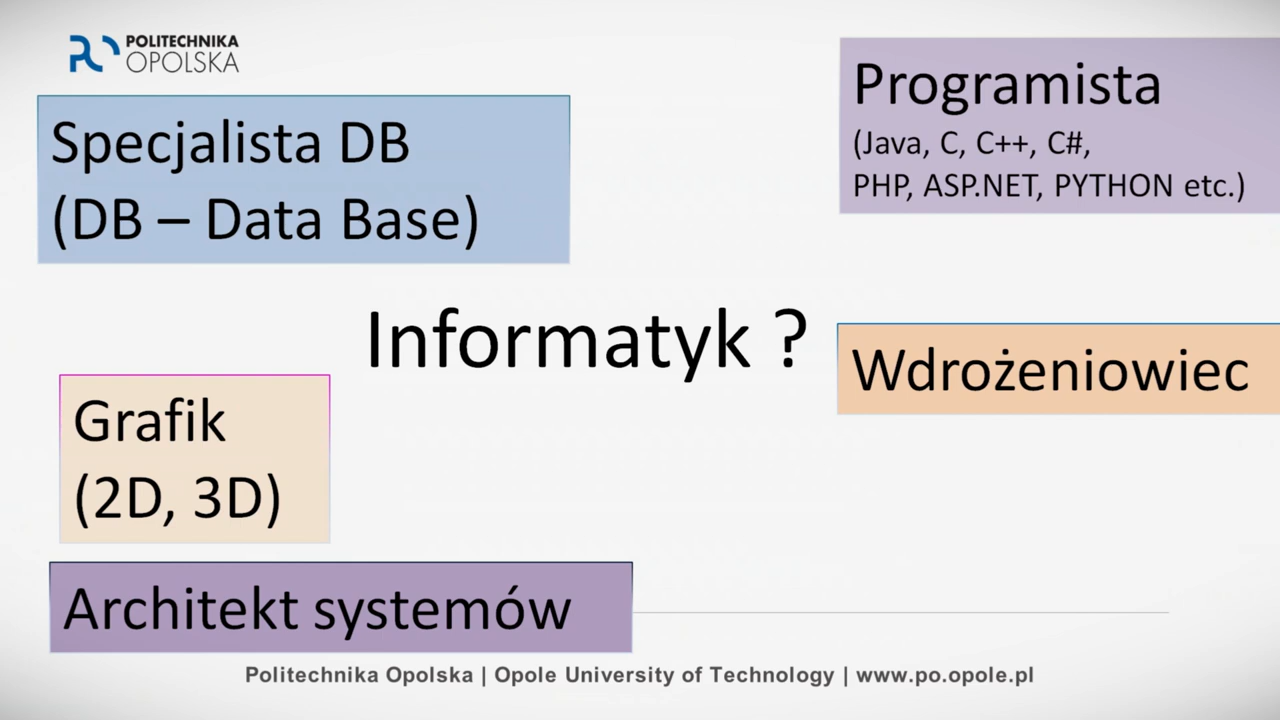 POLITECHNIKA
OPOLSKA
Specjalista DB
(DB – Data Base)
Programista
(Java, C, C++, C#,
PHP, ASP.NET, PYTHON etc.)
Informatyk ?
Wdrożeniowiec
Grafik
(2D, 3D)
Architekt systemów
Politechnika Opolska | Opole University of Technology | www.po.opole.pl